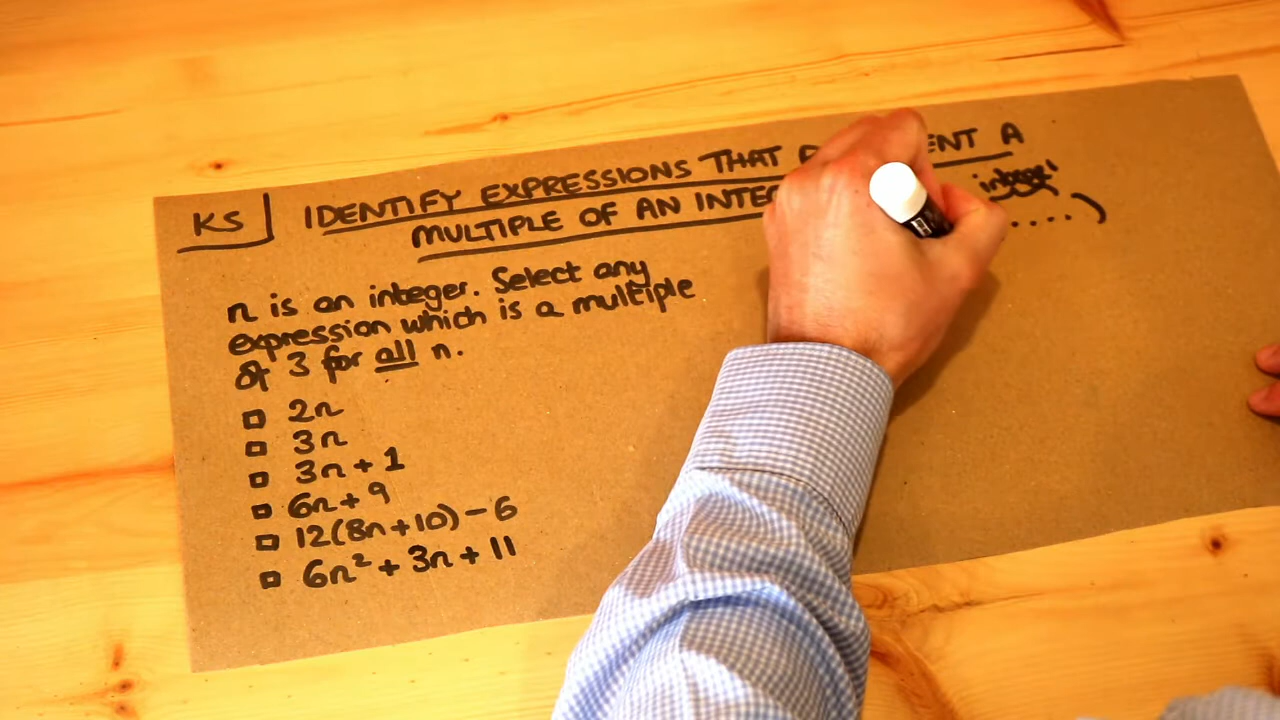 KS
IDENTIFY EXPRESSIONS THAT A
MULTIPLE OF AN
integer
....)
n is an integer. Select any
expression which is a multiple
of 3 for all n.
2n
3n
3n + 1
6n + 9
12(8n+10) - 6
6n² + 3n + 11